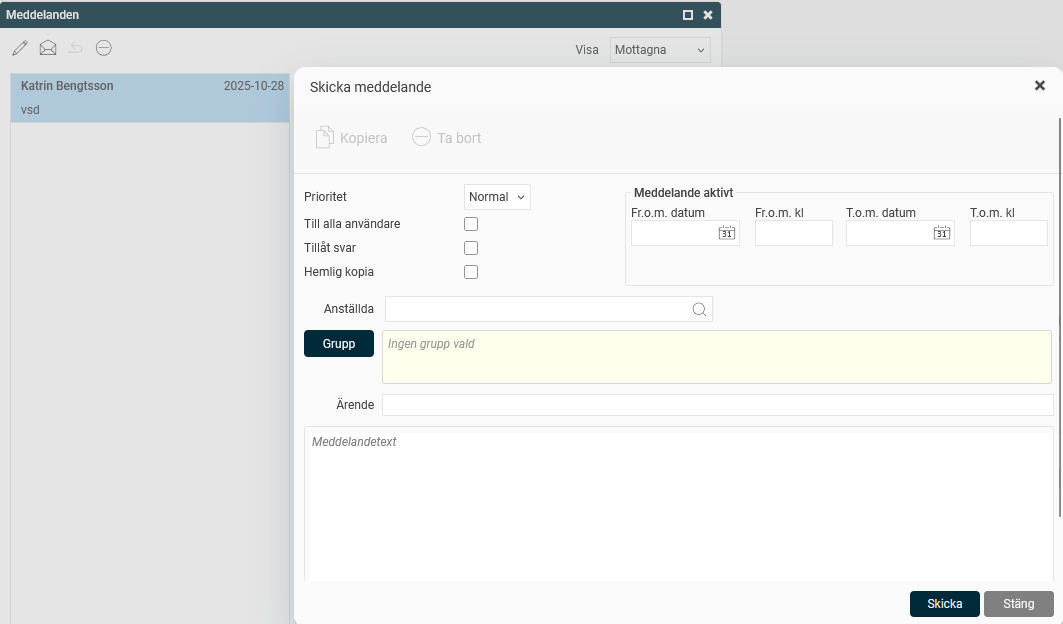 Meddelanden
Visa Mottagna
Katrin Bengtsson 2025-10-28
vsd
Skicka meddelande
Kopiera Ta bort
Prioritet Normal
Till alla användare
Tillåt svar
Hemlig kopia
Meddelande aktivt
Fr.o.m. datum Fr.o.m. kl T.o.m. datum T.o.m. kl
31 31
Anställda
Grupp Ingen grupp vald
Ärende
Meddelandetext
Skicka Stäng